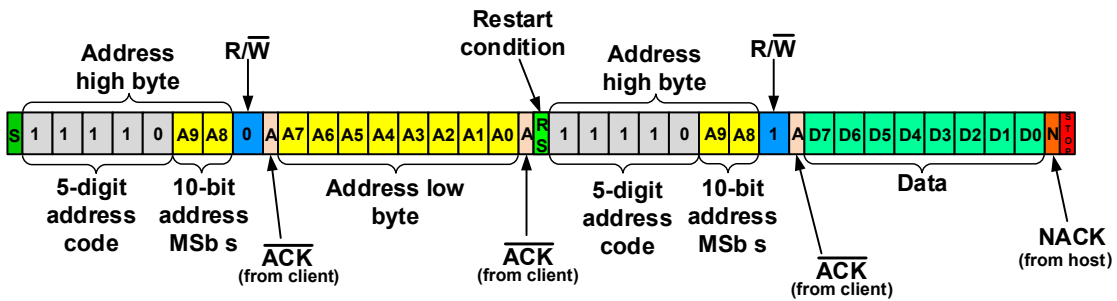 Restart
condition
Address
high byte
R/W
Address
high byte
R/W
S 1 1 1 1 0 A9 A8 0 A A7 A6 A5 A4 A3 A2 A1 A0 A RS 1 1 1 1 0 A9 A8 1 A D7 D6 D5 D4 D3 D2 D1 D0 N STOP
5-digit
address
code
10-bit
address
MSb s
ACK
(from client)
Address low
byte
ACK
(from client)
5-digit
address
code
10-bit
address
MSb s
ACK
(from client)
Data
NACK
(from host)